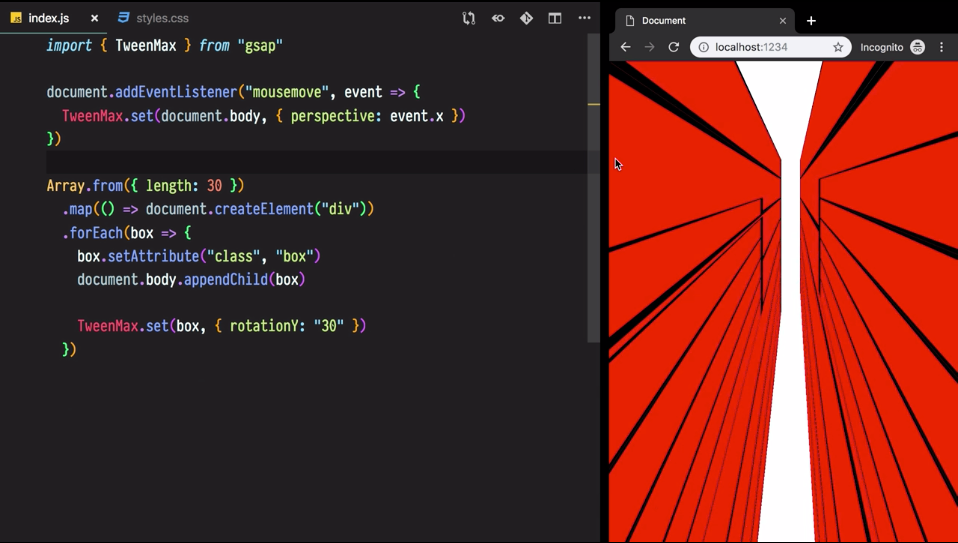 JS index.js × styles.css
import { TweenMax } from "gsap"
document.addEventListener("mousemove", event => {
TweenMax.set(document.body, { perspective: event.x })
})
Array.from({ length: 30 })
.map(() => document.createElement("div"))
.forEach(box => {
box.setAttribute("class", "box")
document.body.appendChild(box)
TweenMax.set(box, { rotationY: "30" })
})
Document
localhost:1234
Incognito